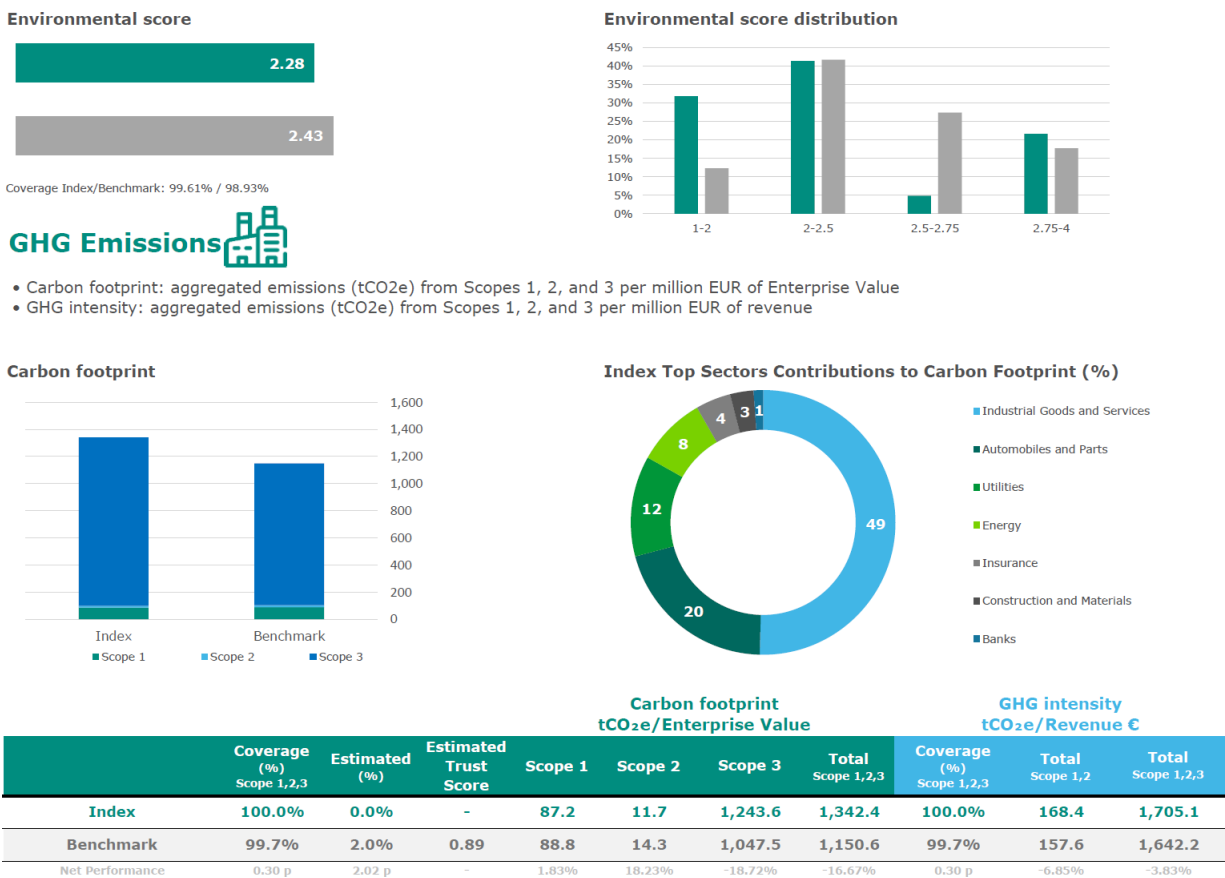 Environmental score
2.28
2.43
Coverage Index/Benchmark: 99.61% / 98.93%
Environmental score distribution
45%
40%
35%
30%
25%
20%
15%
10%
5%
0%
1-2 2-2.5 2.5-2.75 2.75-4
GHG Emissions
• Carbon footprint: aggregated emissions (tCO2e) from Scopes 1, 2, and 3 per million EUR of Enterprise Value
• GHG intensity: aggregated emissions (tCO2e) from Scopes 1, 2, and 3 per million EUR of revenue
Carbon footprint
1,600
1,400
1,200
1,000
800
600
400
200
0
Index Benchmark
Scope 1 Scope 2 Scope 3
Index Top Sectors Contributions to Carbon Footprint (%)
49
20
12
8
4
3
1
Industrial Goods and Services
Automobiles and Parts
Utilities
Energy
Insurance
Construction and Materials
Banks
Carbon footprint
tCO₂e/Enterprise Value
GHG intensity
tCO₂e/Revenue €
Coverage (%) Scope 1,2,3 Estimated (%) Estimated Trust Score Scope 1 Scope 2 Scope 3 Total Scope 1,2,3 Coverage (%) Scope 1,2,3 Total Scope 1,2 Total Scope 1,2,3
Index 100.0% 0.0% - 87.2 11.7 1,243.6 1,342.4 100.0% 168.4 1,705.1
Benchmark 99.7% 2.0% 0.89 88.8 14.3 1,047.5 1,150.6 99.7% 157.6 1,642.2
Net Performance 0.30 p 2.02 p - 1.83% 18.23% -18.72% -16.67% 0.30 p -6.85% -3.83%